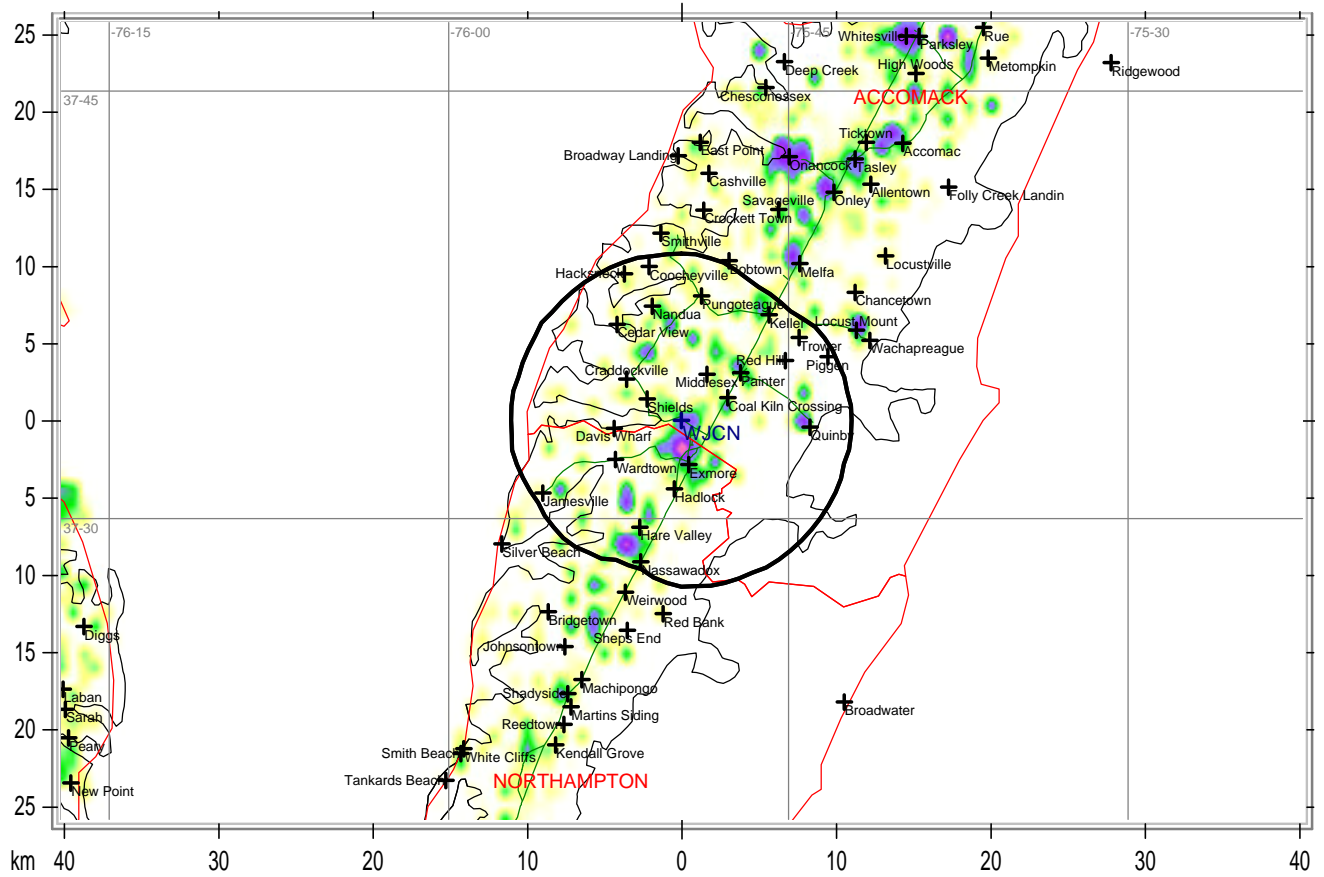 25
20
15
10
5
0
5
10
15
20
25
-76-15
-76-00
-75-45
-75-30
37-45
37-30
Whitesville
Parksley
Rue
Deep Creek
High Woods
Metompkin
Ridgewood
Chesconessex
ACCOMACK
Ticktown
Accomac
East Point
Broadway Landing
Onancock
Tasley
Cashville
Allentown
Onley
Folly Creek Landin
Savageville
Crockett Town
Smithville
Bobtown
Melfa
Locustville
Hacksneck
Coocheyville
Chancetown
Rungoteague
Nandua
Keller
Locust Mount
Cedar View
Trower
Wachapreague
Red Hill
Piggen
Craddockville
Middlesex
Painter
Shields
Coal Kiln Crossing
WJCN
Davis Wharf
Quinby
Wardtown
Exmore
Jamesville
Hadlock
Hare Valley
Silver Beach
Nassawadox
Weirwood
Bridgetown
Red Bank
Diggs
Sheps End
Johnsontown
Machipongo
Laban
Shadyside
Sarah
Martins Siding
Broadwater
Reedtown
Peary
Smith Beach
White Cliffs
Kendall Grove
Tankards Beach
NORTHAMPTON
New Point
km 40 30 20 10 0 10 20 30 40